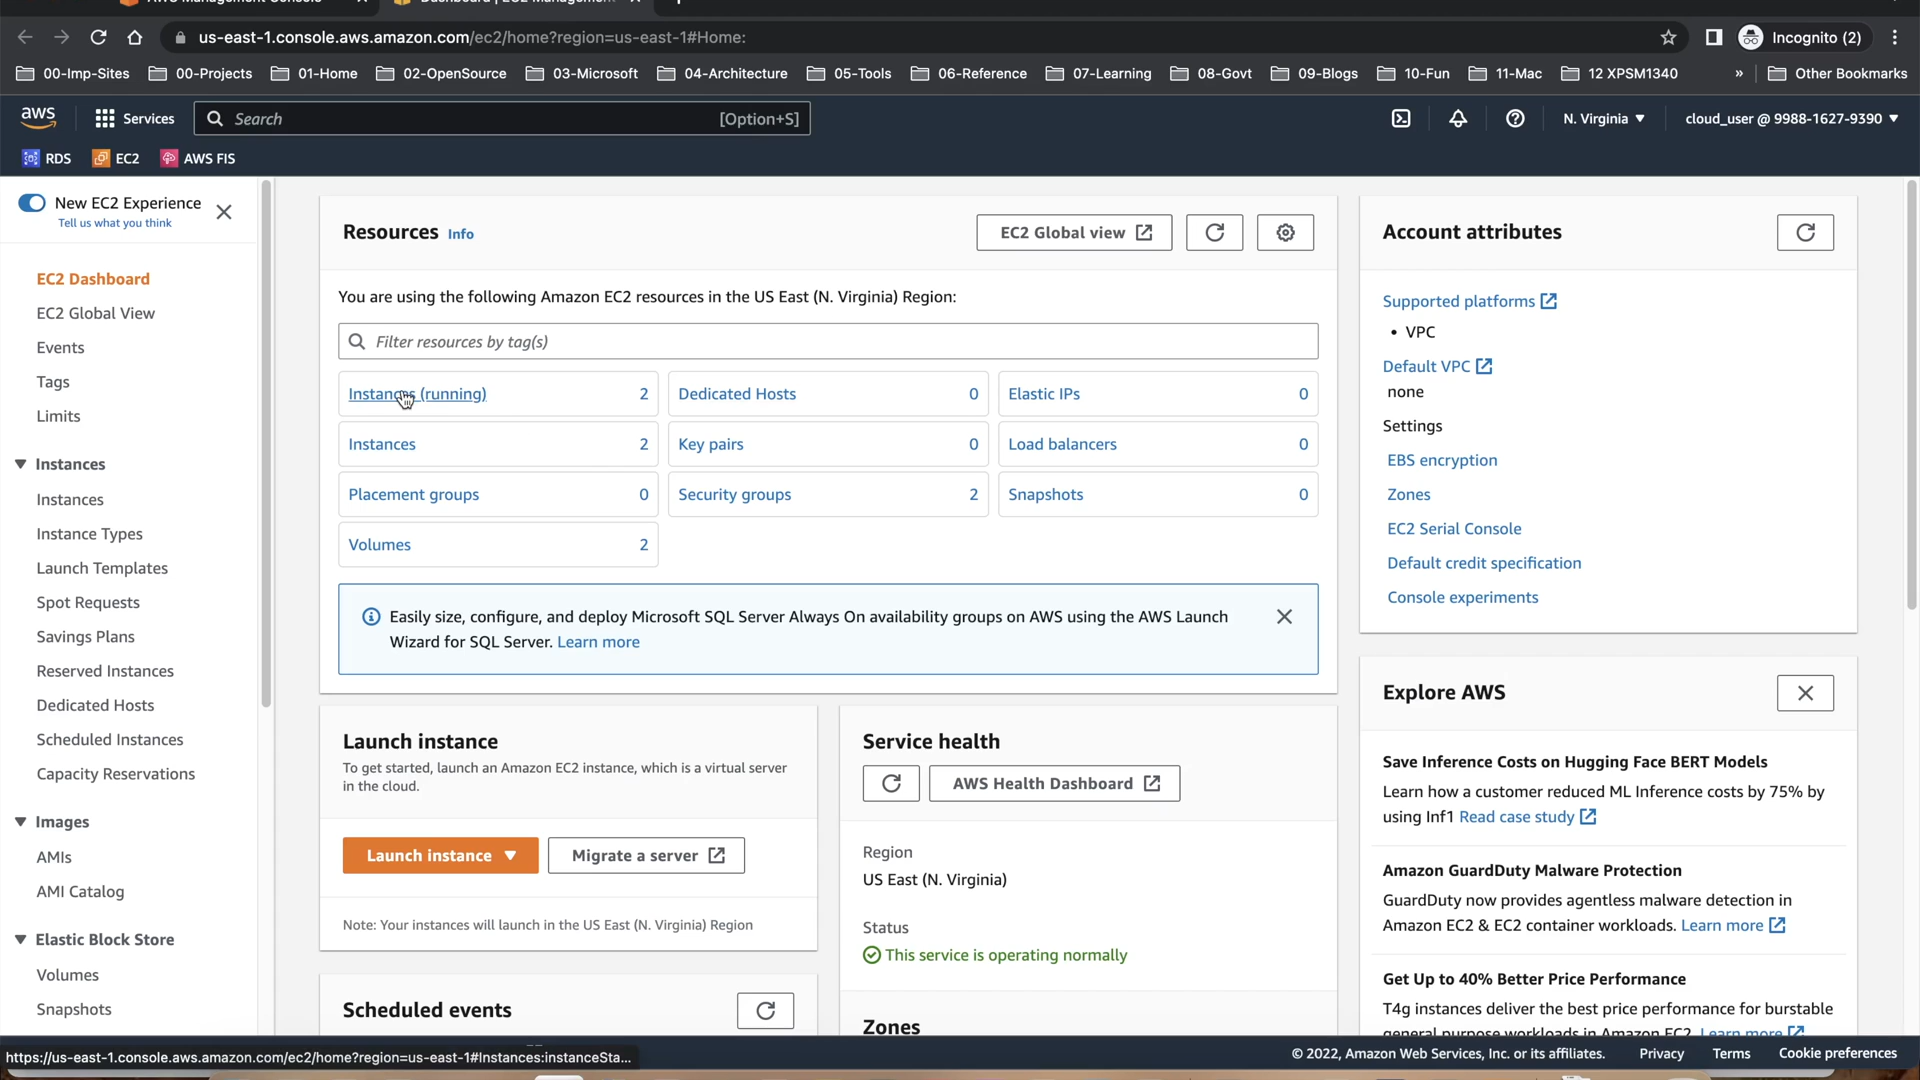 us-east-1.console.aws.amazon.com/ec2/home?region=us-east-1#Home:
Incognito (2)
00-Imp-Sites
00-Projects
01-Home
02-OpenSource
03-Microsoft
04-Architecture
05-Tools
06-Reference
07-Learning
08-Govt
09-Blogs
10-Fun
11-Mac
12 XPSM1340
»
Other Bookmarks
aws
Services
Search
[Option+S]
N. Virginia
cloud_user @ 9988-1627-9390
RDS
EC2
AWS FIS
New EC2 Experience
Tell us what you think
EC2 Dashboard
EC2 Global View
Events
Tags
Limits
Instances
Instances
Instance Types
Launch Templates
Spot Requests
Savings Plans
Reserved Instances
Dedicated Hosts
Scheduled Instances
Capacity Reservations
Images
AMIs
AMI Catalog
Elastic Block Store
Volumes
Snapshots
Resources Info
EC2 Global view
You are using the following Amazon EC2 resources in the US East (N. Virginia) Region:
Filter resources by tag(s)
Instances (running) 2
Dedicated Hosts 0
Elastic IPs 0
Instances 2
Key pairs 0
Load balancers 0
Placement groups 0
Security groups 2
Snapshots 0
Volumes 2
Easily size, configure, and deploy Microsoft SQL Server Always On availability groups on AWS using the AWS Launch
Wizard for SQL Server. Learn more
Launch instance
To get started, launch an Amazon EC2 instance, which is a virtual server
in the cloud.
Launch instance
Migrate a server
Note: Your instances will launch in the US East (N. Virginia) Region
Scheduled events
Service health
AWS Health Dashboard
Region
US East (N. Virginia)
Status
This service is operating normally
Zones
Account attributes
Supported platforms
• VPC
Default VPC
none
Settings
EBS encryption
Zones
EC2 Serial Console
Default credit specification
Console experiments
Explore AWS
Save Inference Costs on Hugging Face BERT Models
Learn how a customer reduced ML Inference costs by 75% by
using Inf1 Read case study
Amazon GuardDuty Malware Protection
GuardDuty now provides agentless malware detection in
Amazon EC2 & EC2 container workloads. Learn more
Get Up to 40% Better Price Performance
T4g instances deliver the best price performance for burstable
general purpose workloads in Amazon EC2. Learn more
https://us-east-1.console.aws.amazon.com/ec2/home?region=us-east-1#Instances:instanceSta...
© 2022, Amazon Web Services, Inc. or its affiliates.
Privacy
Terms
Cookie preferences